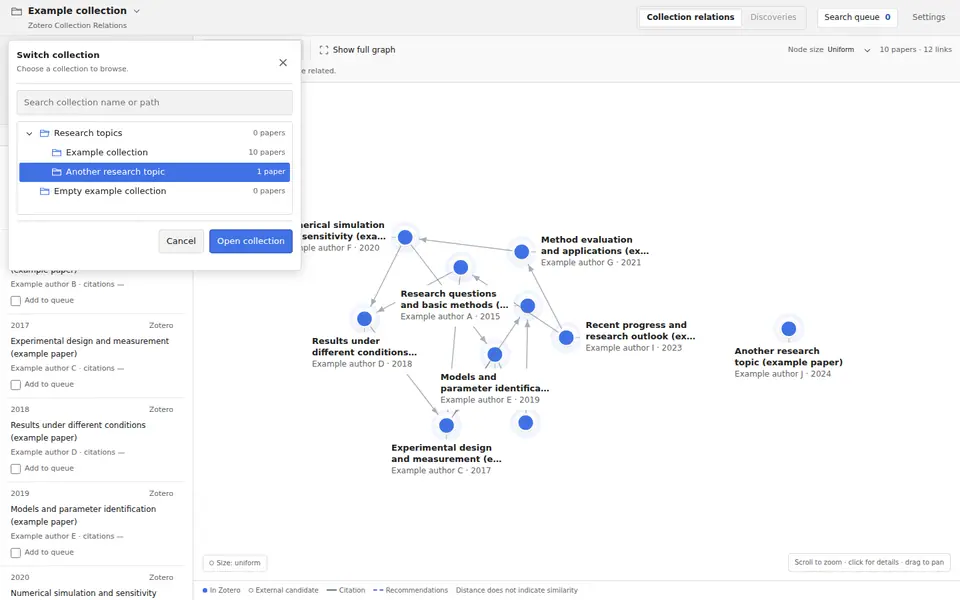 Example collection
Zotero Collection Relations
Collection relations
Discoveries
Search queue 0
Settings
Switch collection
Choose a collection to browse.
Search collection name or path
Research topics 0 papers
Example collection 10 papers
Another research topic 1 paper
Empty example collection 0 papers
Cancel
Open collection
Show full graph
Node size Uniform
10 papers · 12 links
e related.
Example author B · citations —
Add to queue
2017 Zotero
Experimental design and measurement
(example paper)
Example author C · citations —
Add to queue
2018 Zotero
Results under different conditions
(example paper)
Example author D · citations —
Add to queue
2019 Zotero
Models and parameter identification
(example paper)
Example author E · citations —
Add to queue
2020 Zotero
Numerical simulation and sensitivity
erical simulation
sensitivity (exa...
ple author F · 2020
Method evaluation
and applications (ex...
Example author G · 2021
Research questions
and basic methods (...
Example author A · 2015
Results under
different conditions...
Example author D · 2018
Recent progress and
research outlook (ex...
Example author I · 2023
Another research
topic (example paper)
Example author J · 2024
Models and
parameter identifica...
Example author E · 2019
Experimental design
and measurement (e...
Example author C · 2017
Size: uniform
Scroll to zoom · click for details · drag to pan
In Zotero
External candidate
Citation
Recommendations
Distance does not indicate similarity